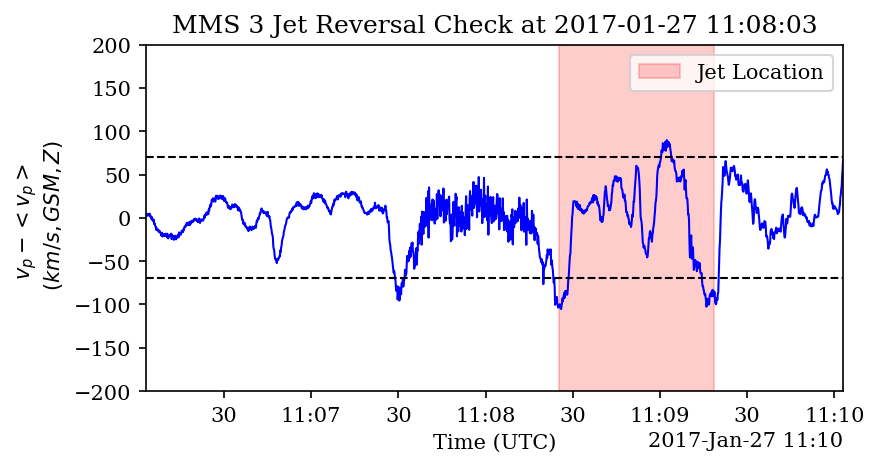 MMS 3 Jet Reversal Check at 2017-01-27 11:08:03
Jet Location
200
150
100
50
0
−50
−100
−150
−200
v_p − < v_p >
(km/s, GSM, Z)
30 11:07 30 11:08 30 11:09 30 11:10
Time (UTC)
2017-Jan-27 11:10